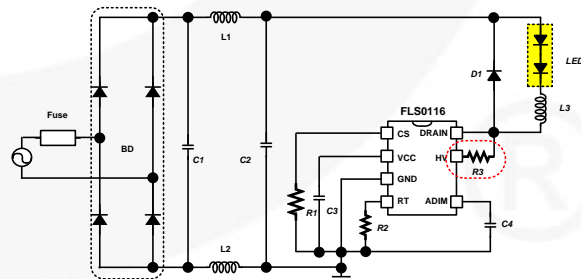 L1
LED
D1
L3
Fuse
FLS0116
CS
DRAIN
BD
C1
C2
VCC
HV
R3
GND
RT
ADIM
R1
C3
R2
C4
L2
R